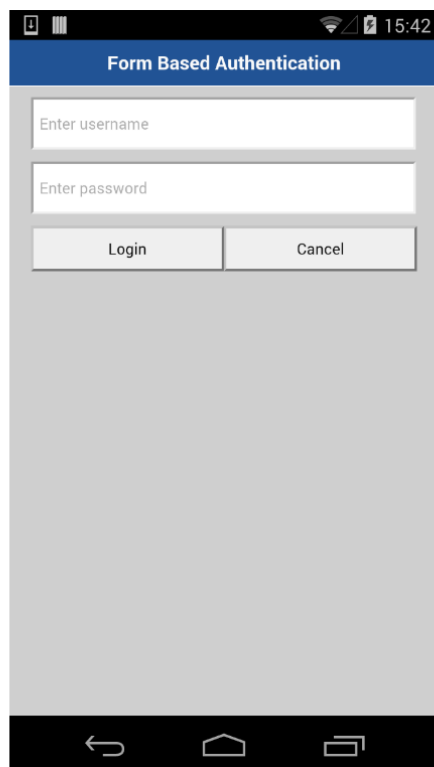 15:42
Form Based Authentication
Enter username
Enter password
Login Cancel